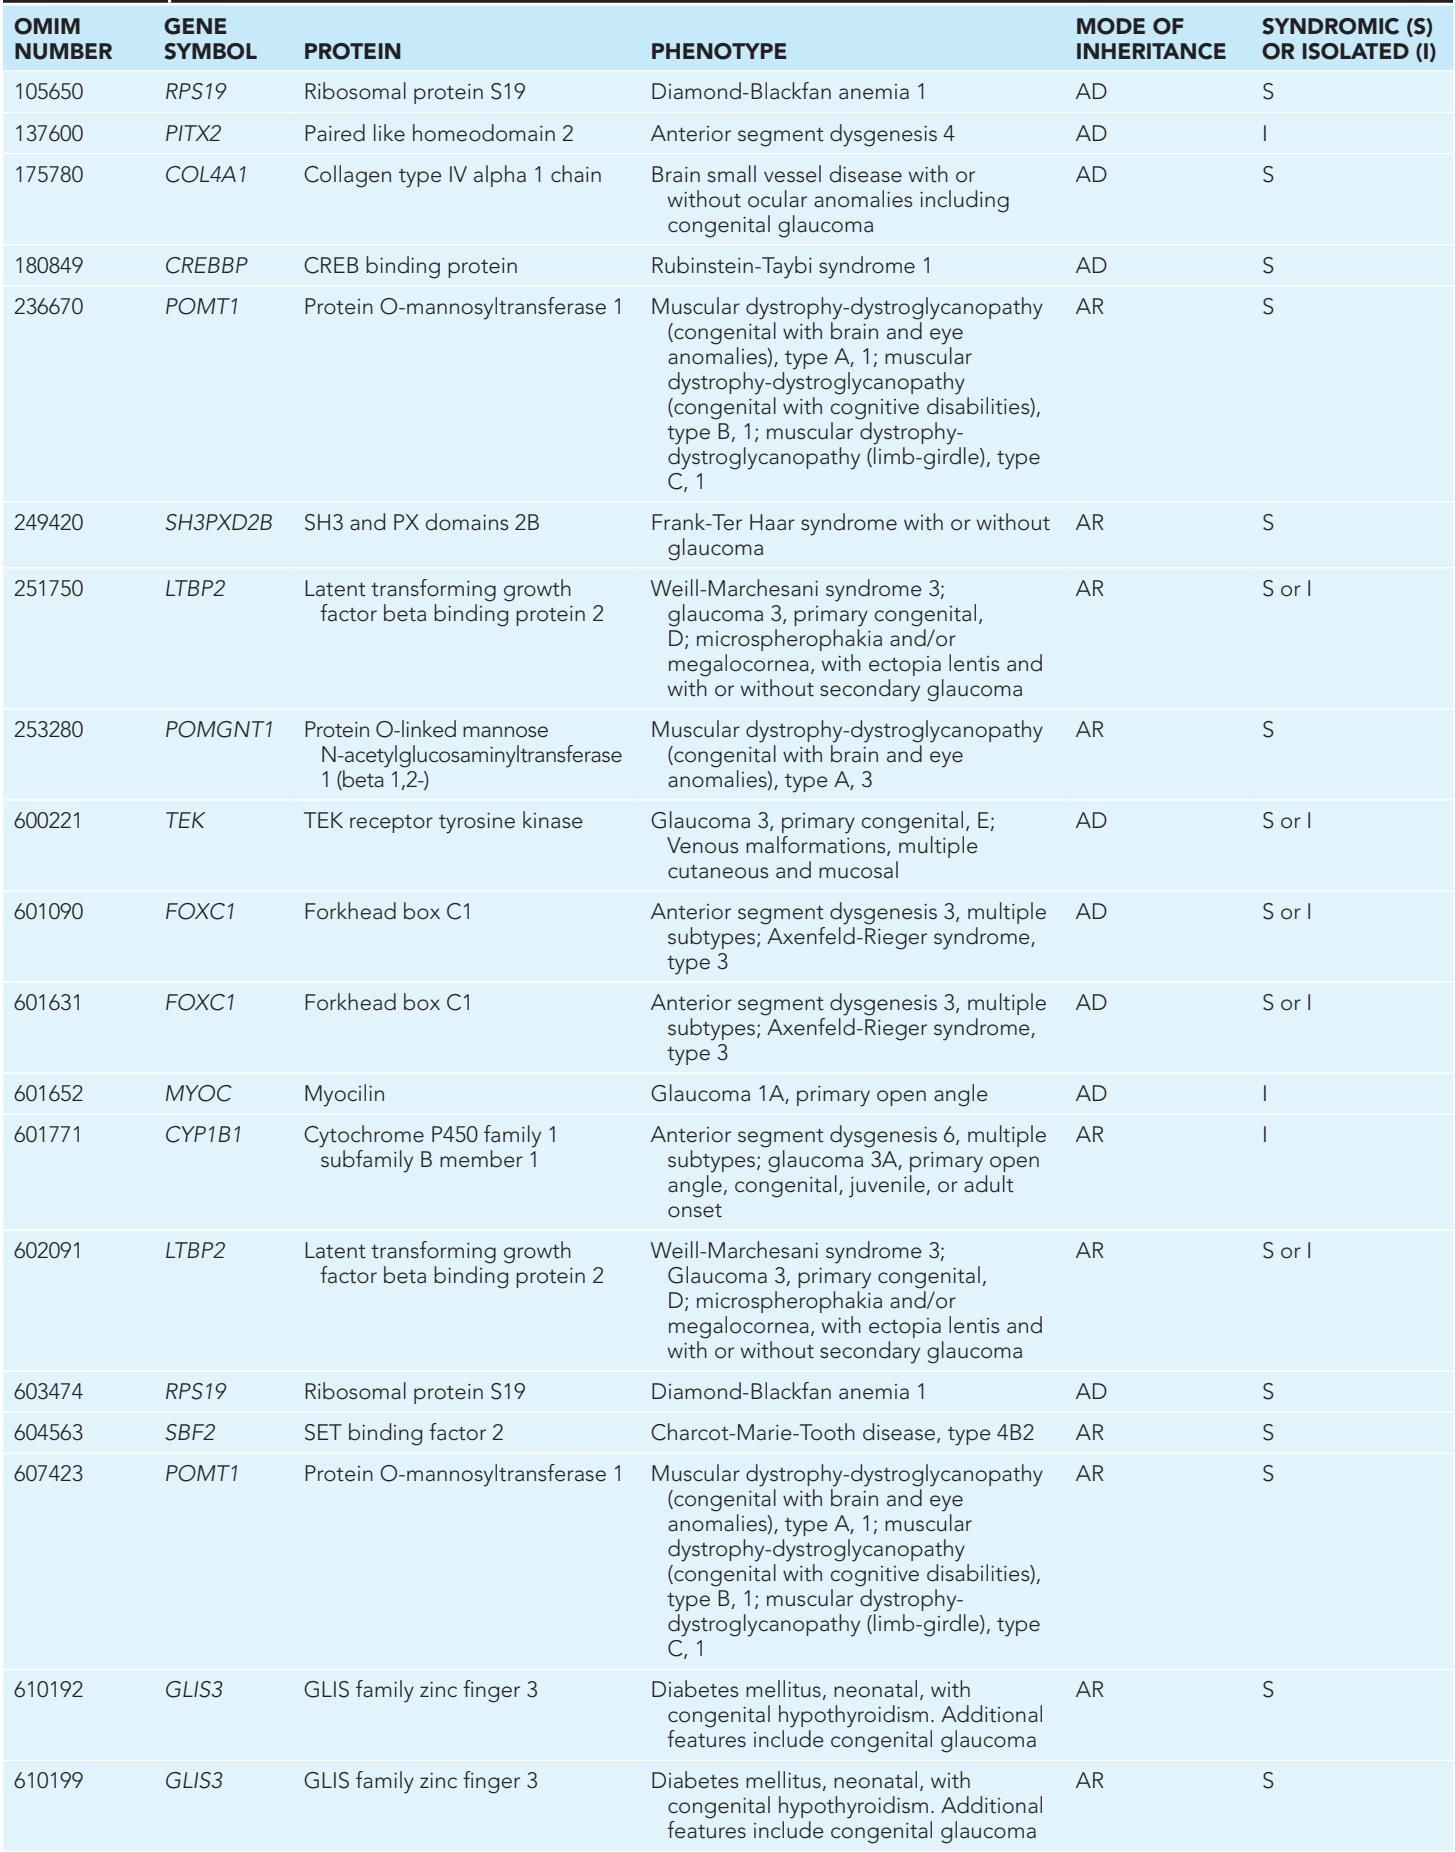 OMIM NUMBER GENE SYMBOL PROTEIN PHENOTYPE MODE OF INHERITANCE SYNDROMIC (S) OR ISOLATED (I)
105650 RPS19 Ribosomal protein S19 Diamond-Blackfan anemia 1 AD S
137600 PITX2 Paired like homeodomain 2 Anterior segment dysgenesis 4 AD I
175780 COL4A1 Collagen type IV alpha 1 chain Brain small vessel disease with or AD S
without ocular anomalies including
congenital glaucoma
180849 CREBBP CREB binding protein Rubinstein-Taybi syndrome 1 AD S
236670 POMT1 Protein O-mannosyltransferase 1 Muscular dystrophy-dystroglycanopathy AR S
(congenital with brain and eye
anomalies), type A, 1; muscular
dystrophy-dystroglycanopathy
(congenital with cognitive disabilities),
type B, 1; muscular dystrophy-
dystroglycanopathy (limb-girdle), type
C, 1
249420 SH3PXD2B SH3 and PX domains 2B Frank-Ter Haar syndrome with or without AR S
glaucoma
251750 LTBP2 Latent transforming growth Weill-Marchesani syndrome 3; AR S or I
factor beta binding protein 2 glaucoma 3, primary congenital,
D; microspherophakia and/or
megalocornea, with ectopia lentis and
with or without secondary glaucoma
253280 POMGNT1 Protein O-linked mannose Muscular dystrophy-dystroglycanopathy AR S
N-acetylglucosaminyltransferase (congenital with brain and eye
1 (beta 1,2-) anomalies), type A, 3
600221 TEK TEK receptor tyrosine kinase Glaucoma 3, primary congenital, E; AD S or I
Venous malformations, multiple
cutaneous and mucosal
601090 FOXC1 Forkhead box C1 Anterior segment dysgenesis 3, multiple AD S or I
subtypes; Axenfeld-Rieger syndrome,
type 3
601631 FOXC1 Forkhead box C1 Anterior segment dysgenesis 3, multiple AD S or I
subtypes; Axenfeld-Rieger syndrome,
type 3
601652 MYOC Myocilin Glaucoma 1A, primary open angle AD I
601771 CYP1B1 Cytochrome P450 family 1 Anterior segment dysgenesis 6, multiple AR I
subfamily B member 1 subtypes; glaucoma 3A, primary open
angle, congenital, juvenile, or adult
onset
602091 LTBP2 Latent transforming growth Weill-Marchesani syndrome 3; AR S or I
factor beta binding protein 2 Glaucoma 3, primary congenital,
D; microspherophakia and/or
megalocornea, with ectopia lentis and
with or without secondary glaucoma
603474 RPS19 Ribosomal protein S19 Diamond-Blackfan anemia 1 AD S
604563 SBF2 SET binding factor 2 Charcot-Marie-Tooth disease, type 4B2 AR S
607423 POMT1 Protein O-mannosyltransferase 1 Muscular dystrophy-dystroglycanopathy AR S
(congenital with brain and eye
anomalies), type A, 1; muscular
dystrophy-dystroglycanopathy
(congenital with cognitive disabilities),
type B, 1; muscular dystrophy-
dystroglycanopathy (limb-girdle), type
C, 1
610192 GLIS3 GLIS family zinc finger 3 Diabetes mellitus, neonatal, with AR S
congenital hypothyroidism. Additional
features include congenital glaucoma
610199 GLIS3 GLIS family zinc finger 3 Diabetes mellitus, neonatal, with AR S
congenital hypothyroidism. Additional
features include congenital glaucoma